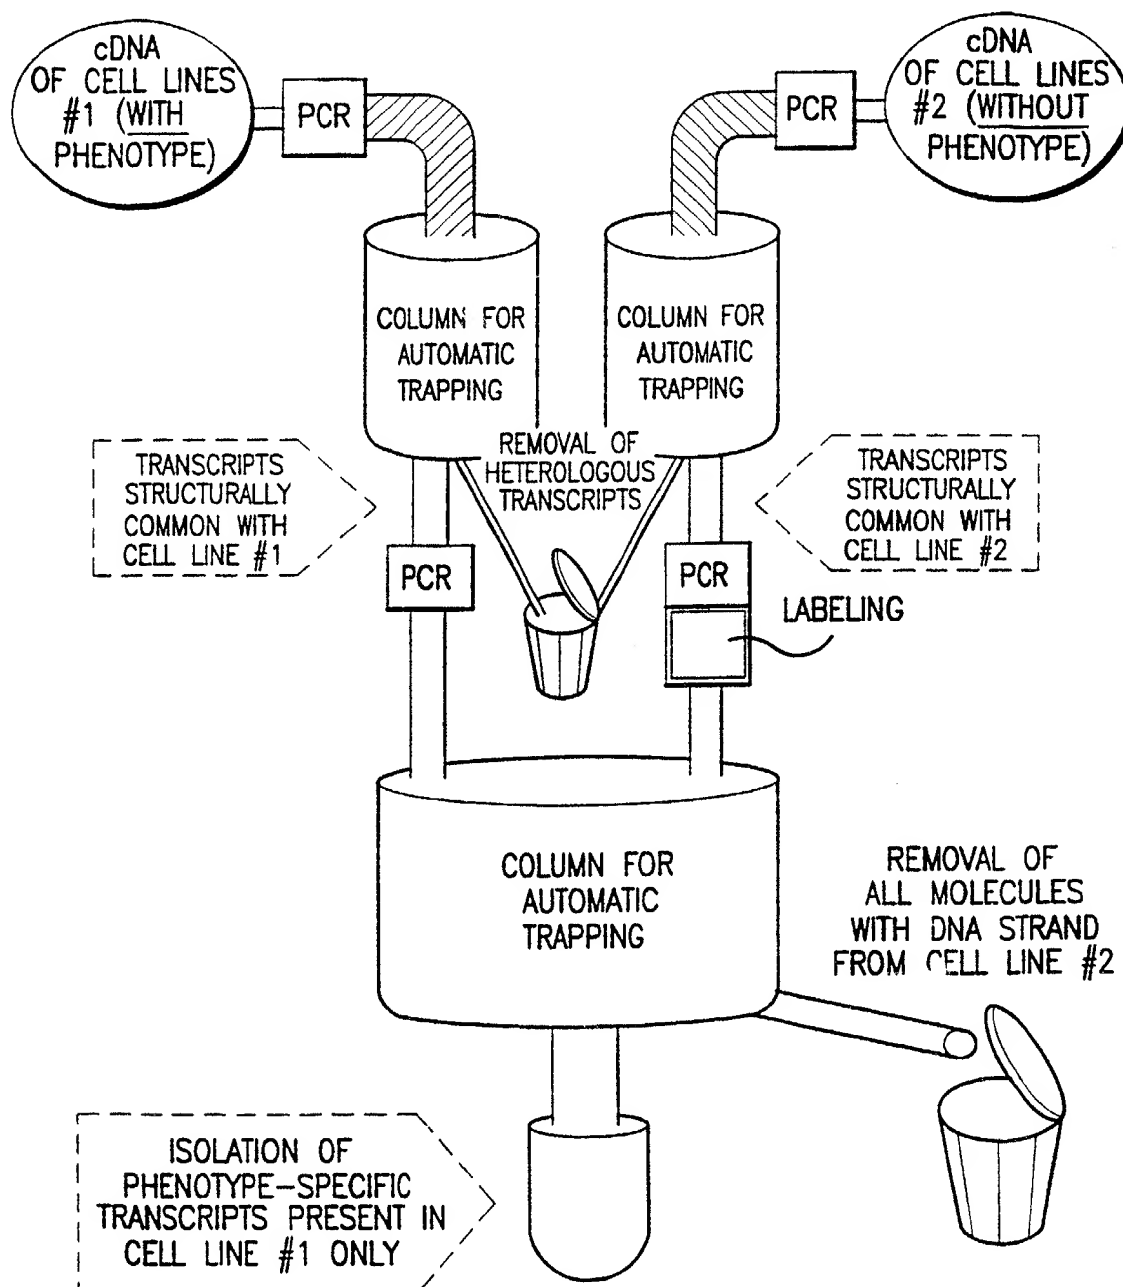 cDNA
OF CELL LINES
#1 (WITH
PHENOTYPE)
PCR
PCR
cDNA
OF CELL LINES
#2 (WITHOUT
PHENOTYPE)
COLUMN FOR
AUTOMATIC
TRAPPING
COLUMN FOR
AUTOMATIC
TRAPPING
REMOVAL OF
HETEROLOGOUS
TRANSCRIPTS
TRANSCRIPTS
STRUCTURALLY
COMMON WITH
CELL LINE #1
TRANSCRIPTS
STRUCTURALLY
COMMON WITH
CELL LINE #2
PCR
PCR
LABELING
COLUMN FOR
AUTOMATIC
TRAPPING
REMOVAL OF
ALL MOLECULES
WITH DNA STRAND
FROM CELL LINE #2
ISOLATION OF
PHENOTYPE-SPECIFIC
TRANSCRIPTS PRESENT IN
CELL LINE #1 ONLY